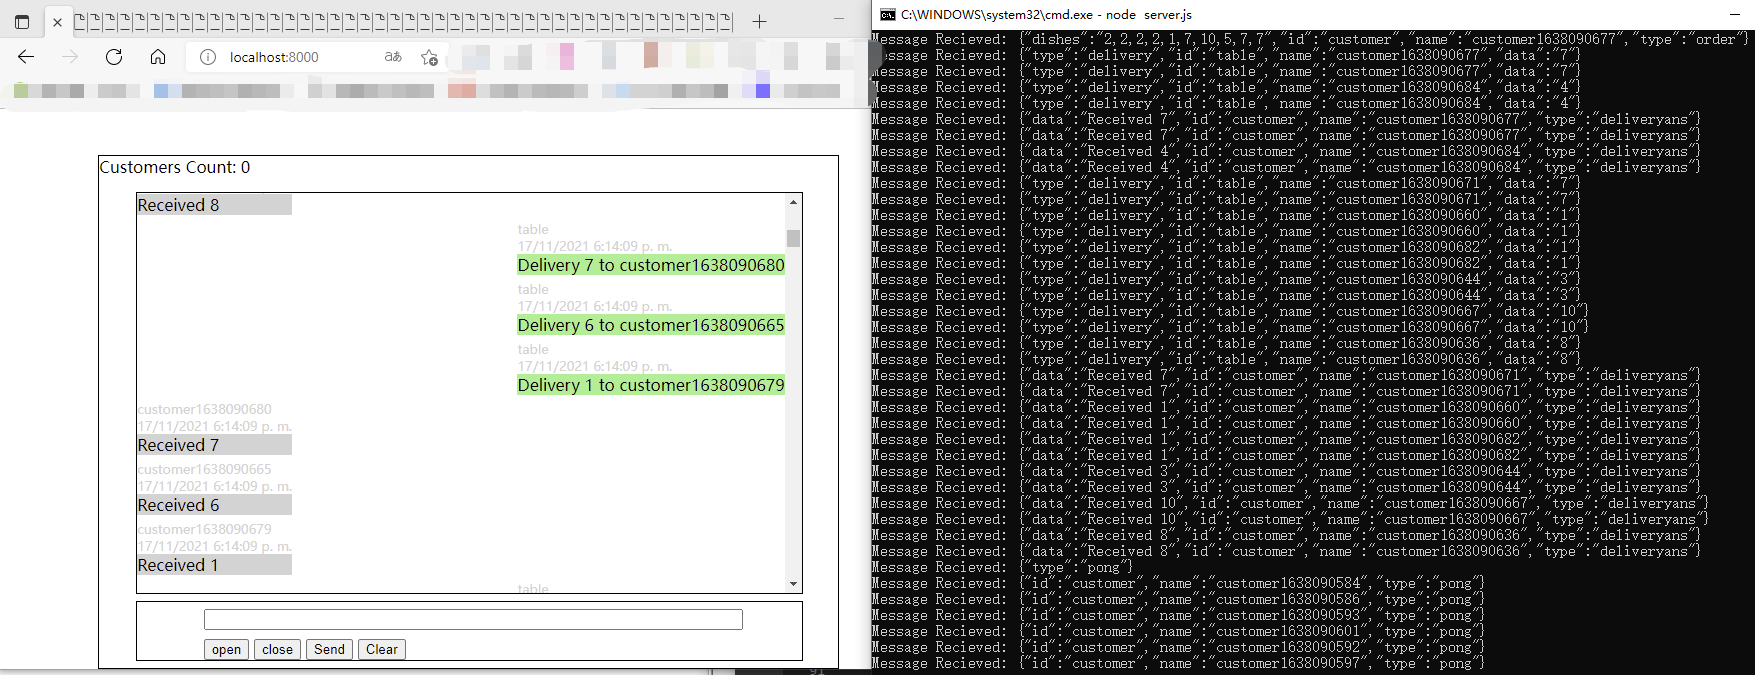 localhost:8000
aあ
Customers Count: 0
Received 8
table
17/11/2021 6:14:09 p. m.
Delivery 7 to customer1638090680
table
17/11/2021 6:14:09 p. m.
Delivery 6 to customer1638090665
table
17/11/2021 6:14:09 p. m.
Delivery 1 to customer1638090679
customer1638090680
17/11/2021 6:14:09 p. m.
Received 7
customer1638090665
17/11/2021 6:14:09 p. m.
Received 6
customer1638090679
17/11/2021 6:14:09 p. m.
Received 1
table
open close Send Clear
C:\WINDOWS\system32\cmd.exe - node server.js
Message Recieved: {"dishes":"2,2,2,2,1,7,10,5,7,7","id":"customer","name":"customer1638090677","type":"order"}
Message Recieved: {"type":"delivery","id":"table","name":"customer1638090677","data":"7"}
Message Recieved: {"type":"delivery","id":"table","name":"customer1638090677","data":"7"}
Message Recieved: {"type":"delivery","id":"table","name":"customer1638090684","data":"4"}
Message Recieved: {"type":"delivery","id":"table","name":"customer1638090684","data":"4"}
Message Recieved: {"data":"Received 7","id":"customer","name":"customer1638090677","type":"deliveryans"}
Message Recieved: {"data":"Received 7","id":"customer","name":"customer1638090677","type":"deliveryans"}
Message Recieved: {"data":"Received 4","id":"customer","name":"customer1638090684","type":"deliveryans"}
Message Recieved: {"data":"Received 4","id":"customer","name":"customer1638090684","type":"deliveryans"}
Message Recieved: {"type":"delivery","id":"table","name":"customer1638090671","data":"7"}
Message Recieved: {"type":"delivery","id":"table","name":"customer1638090671","data":"7"}
Message Recieved: {"type":"delivery","id":"table","name":"customer1638090660","data":"1"}
Message Recieved: {"type":"delivery","id":"table","name":"customer1638090660","data":"1"}
Message Recieved: {"type":"delivery","id":"table","name":"customer1638090682","data":"1"}
Message Recieved: {"type":"delivery","id":"table","name":"customer1638090682","data":"1"}
Message Recieved: {"type":"delivery","id":"table","name":"customer1638090644","data":"3"}
Message Recieved: {"type":"delivery","id":"table","name":"customer1638090644","data":"3"}
Message Recieved: {"type":"delivery","id":"table","name":"customer1638090667","data":"10"}
Message Recieved: {"type":"delivery","id":"table","name":"customer1638090667","data":"10"}
Message Recieved: {"type":"delivery","id":"table","name":"customer1638090636","data":"8"}
Message Recieved: {"type":"delivery","id":"table","name":"customer1638090636","data":"8"}
Message Recieved: {"data":"Received 7","id":"customer","name":"customer1638090671","type":"deliveryans"}
Message Recieved: {"data":"Received 7","id":"customer","name":"customer1638090671","type":"deliveryans"}
Message Recieved: {"data":"Received 1","id":"customer","name":"customer1638090660","type":"deliveryans"}
Message Recieved: {"data":"Received 1","id":"customer","name":"customer1638090660","type":"deliveryans"}
Message Recieved: {"data":"Received 1","id":"customer","name":"customer1638090682","type":"deliveryans"}
Message Recieved: {"data":"Received 1","id":"customer","name":"customer1638090682","type":"deliveryans"}
Message Recieved: {"data":"Received 3","id":"customer","name":"customer1638090644","type":"deliveryans"}
Message Recieved: {"data":"Received 3","id":"customer","name":"customer1638090644","type":"deliveryans"}
Message Recieved: {"data":"Received 10","id":"customer","name":"customer1638090667","type":"deliveryans"}
Message Recieved: {"data":"Received 10","id":"customer","name":"customer1638090667","type":"deliveryans"}
Message Recieved: {"data":"Received 8","id":"customer","name":"customer1638090636","type":"deliveryans"}
Message Recieved: {"data":"Received 8","id":"customer","name":"customer1638090636","type":"deliveryans"}
Message Recieved: {"type":"pong"}
Message Recieved: {"id":"customer","name":"customer1638090584","type":"pong"}
Message Recieved: {"id":"customer","name":"customer1638090586","type":"pong"}
Message Recieved: {"id":"customer","name":"customer1638090593","type":"pong"}
Message Recieved: {"id":"customer","name":"customer1638090601","type":"pong"}
Message Recieved: {"id":"customer","name":"customer1638090592","type":"pong"}
Message Recieved: {"id":"customer","name":"customer1638090597","type":"pong"}